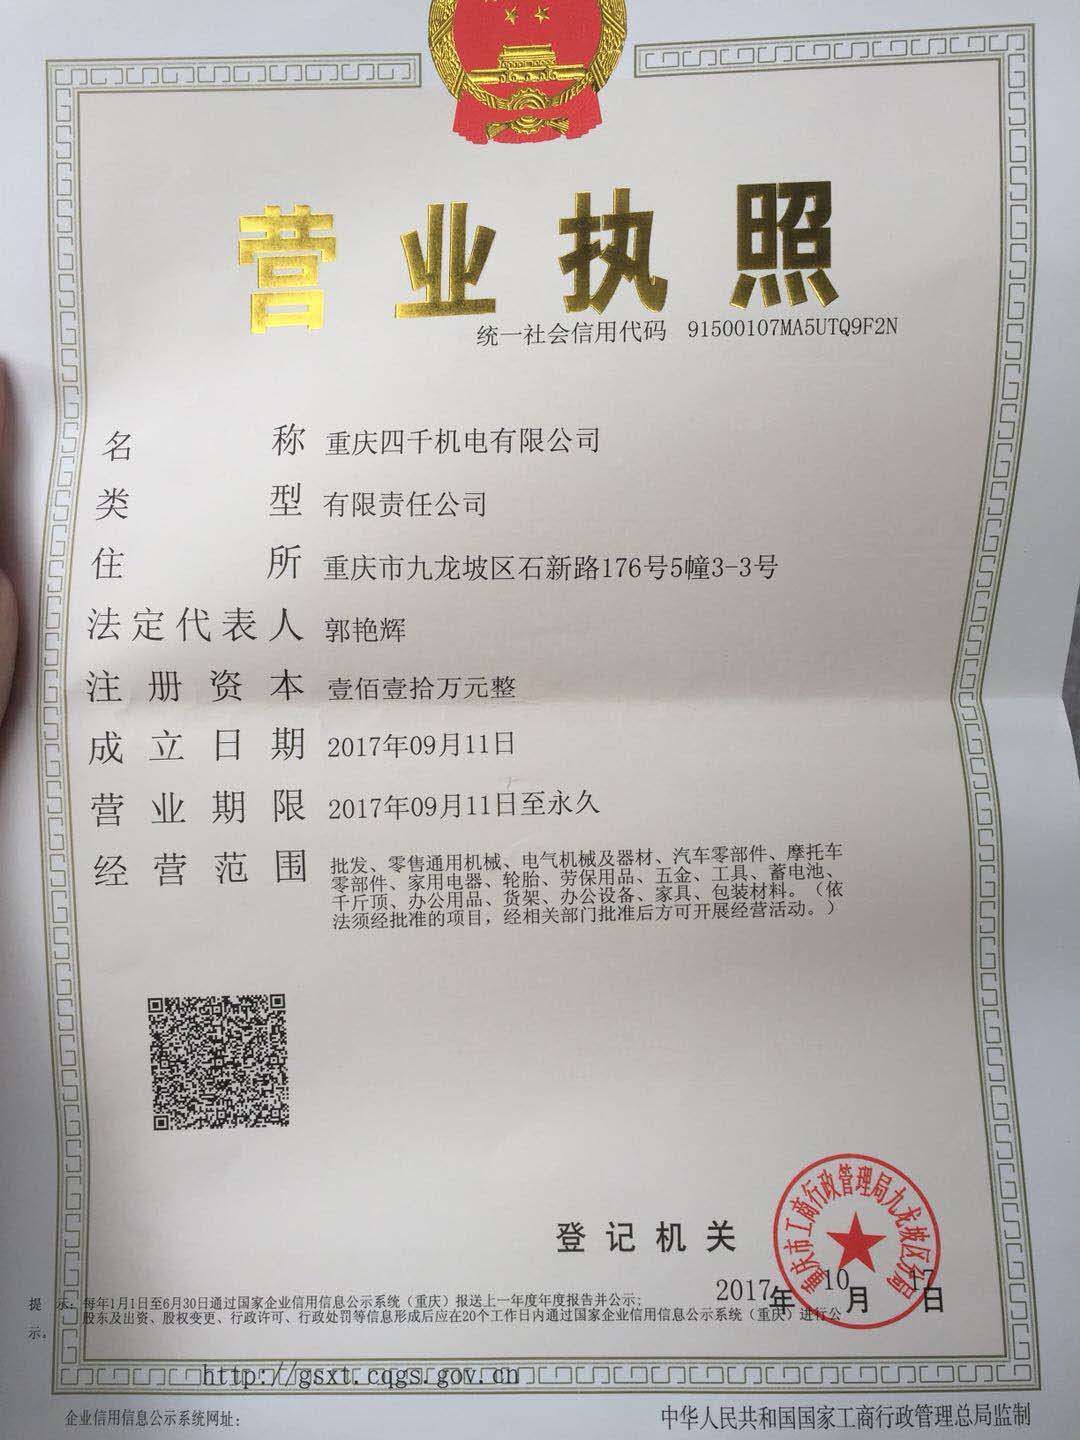 营业执照
统一社会信用代码 91500107MA5UTQ9F2N
名称 重庆四千机电有限公司
类型 有限责任公司
住所 重庆市九龙坡区石新路176号5幢3-3号
法定代表人 郭艳辉
注册资本 壹佰壹拾万元整
成立日期 2017年09月11日
营业期限 2017年09月11日至永久
经营范围 批发、零售通用机械、电气机械及器材、汽车零部件、摩托车
零部件、家用电器、轮胎、劳保用品、五金、工具、蓄电池、
千斤顶、办公用品、货架、办公设备、家具、包装材料。（依
法须经批准的项目，经相关部门批准后方可开展经营活动。）
登记机关
重庆市工商行政管理局九龙坡区分局
2017年10月17日
提示：每年1月1日至6月30日通过国家企业信用信息公示系统（重庆）报送上一年度年度报告并公示；
股东及出资、股权变更、行政许可、行政处罚等信息形成后应在20个工作日内通过国家企业信用信息公示系统（重庆）进行公
示。
http://gsxt.cqgs.gov.cn
企业信用信息公示系统网址：
中华人民共和国国家工商行政管理总局监制